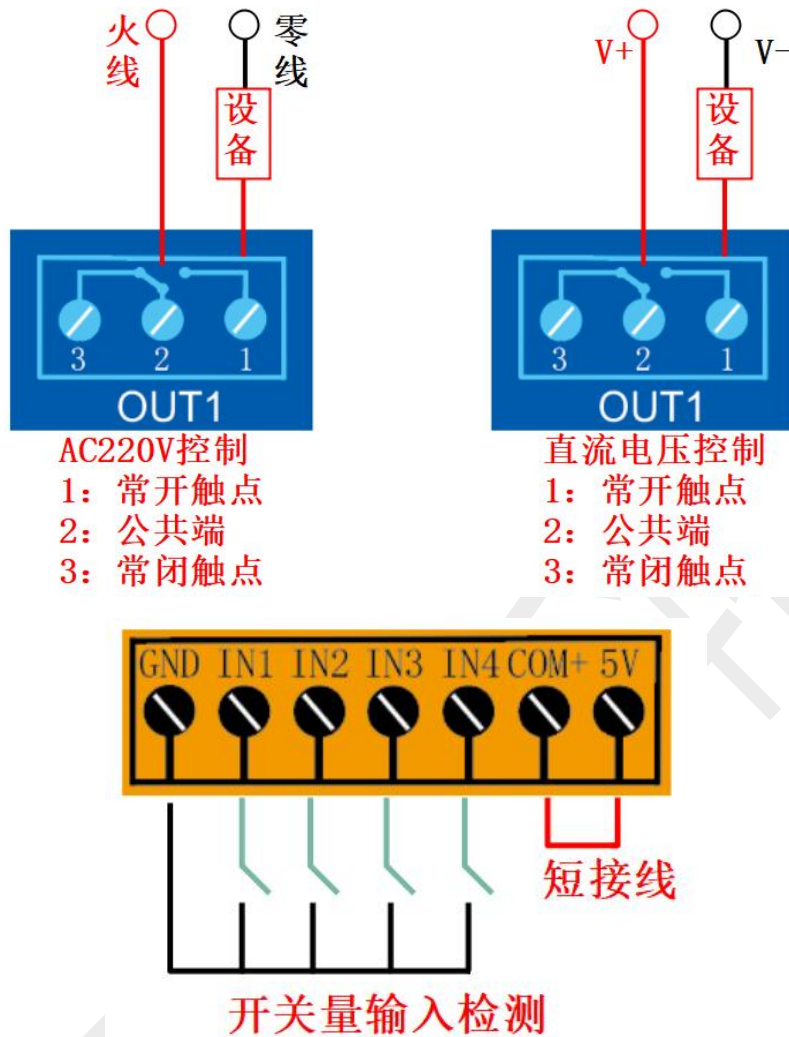 火线 零线 V+ V-
设备 设备
3 2 1 3 2 1
OUT1 OUT1
AC220V控制 直流电压控制
1：常开触点 1：常开触点
2：公共端 2：公共端
3：常闭触点 3：常闭触点
GND IN1 IN2 IN3 IN4 COM+ 5V
短接线
开关量输入检测